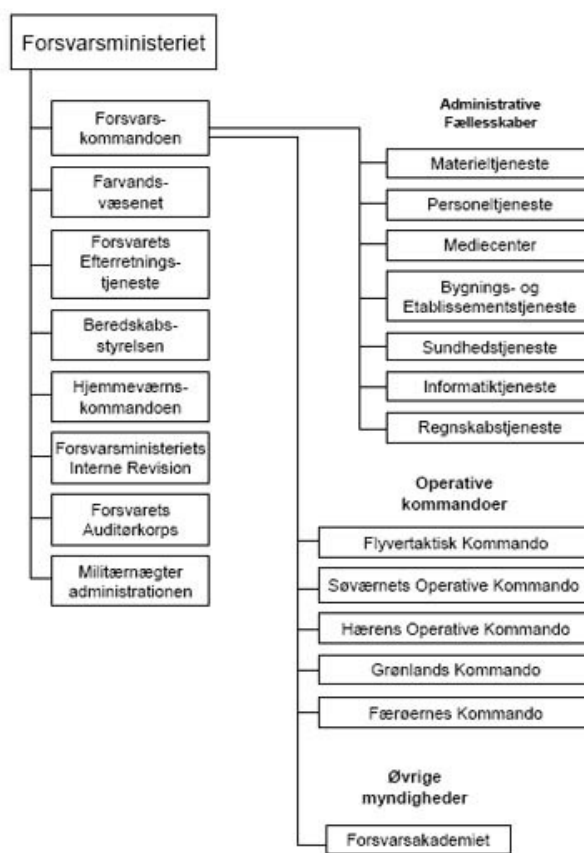 Forsvarsministeriet
Forsvars-
kommandoen
Farvands-
væsenet
Forsvarets
Efterretnings-
tjeneste
Beredskabs-
styrelsen
Hjemmeværns-
kommandoen
Forsvarsministeriets
Interne Revision
Forsvarets
Auditørkorps
Militærnægter
administrationen
Administrative
Fællesskaber
Materieltjeneste
Personeltjeneste
Mediecenter
Bygnings- og
Etablissementstjeneste
Sundhedstjeneste
Informatiktjeneste
Regnskabstjeneste
Operative
kommandoer
Flyvertaktisk Kommando
Søværnets Operative Kommando
Hærens Operative Kommando
Grønlands Kommando
Færøernes Kommando
Øvrige
myndigheder
Forsvarsakademiet